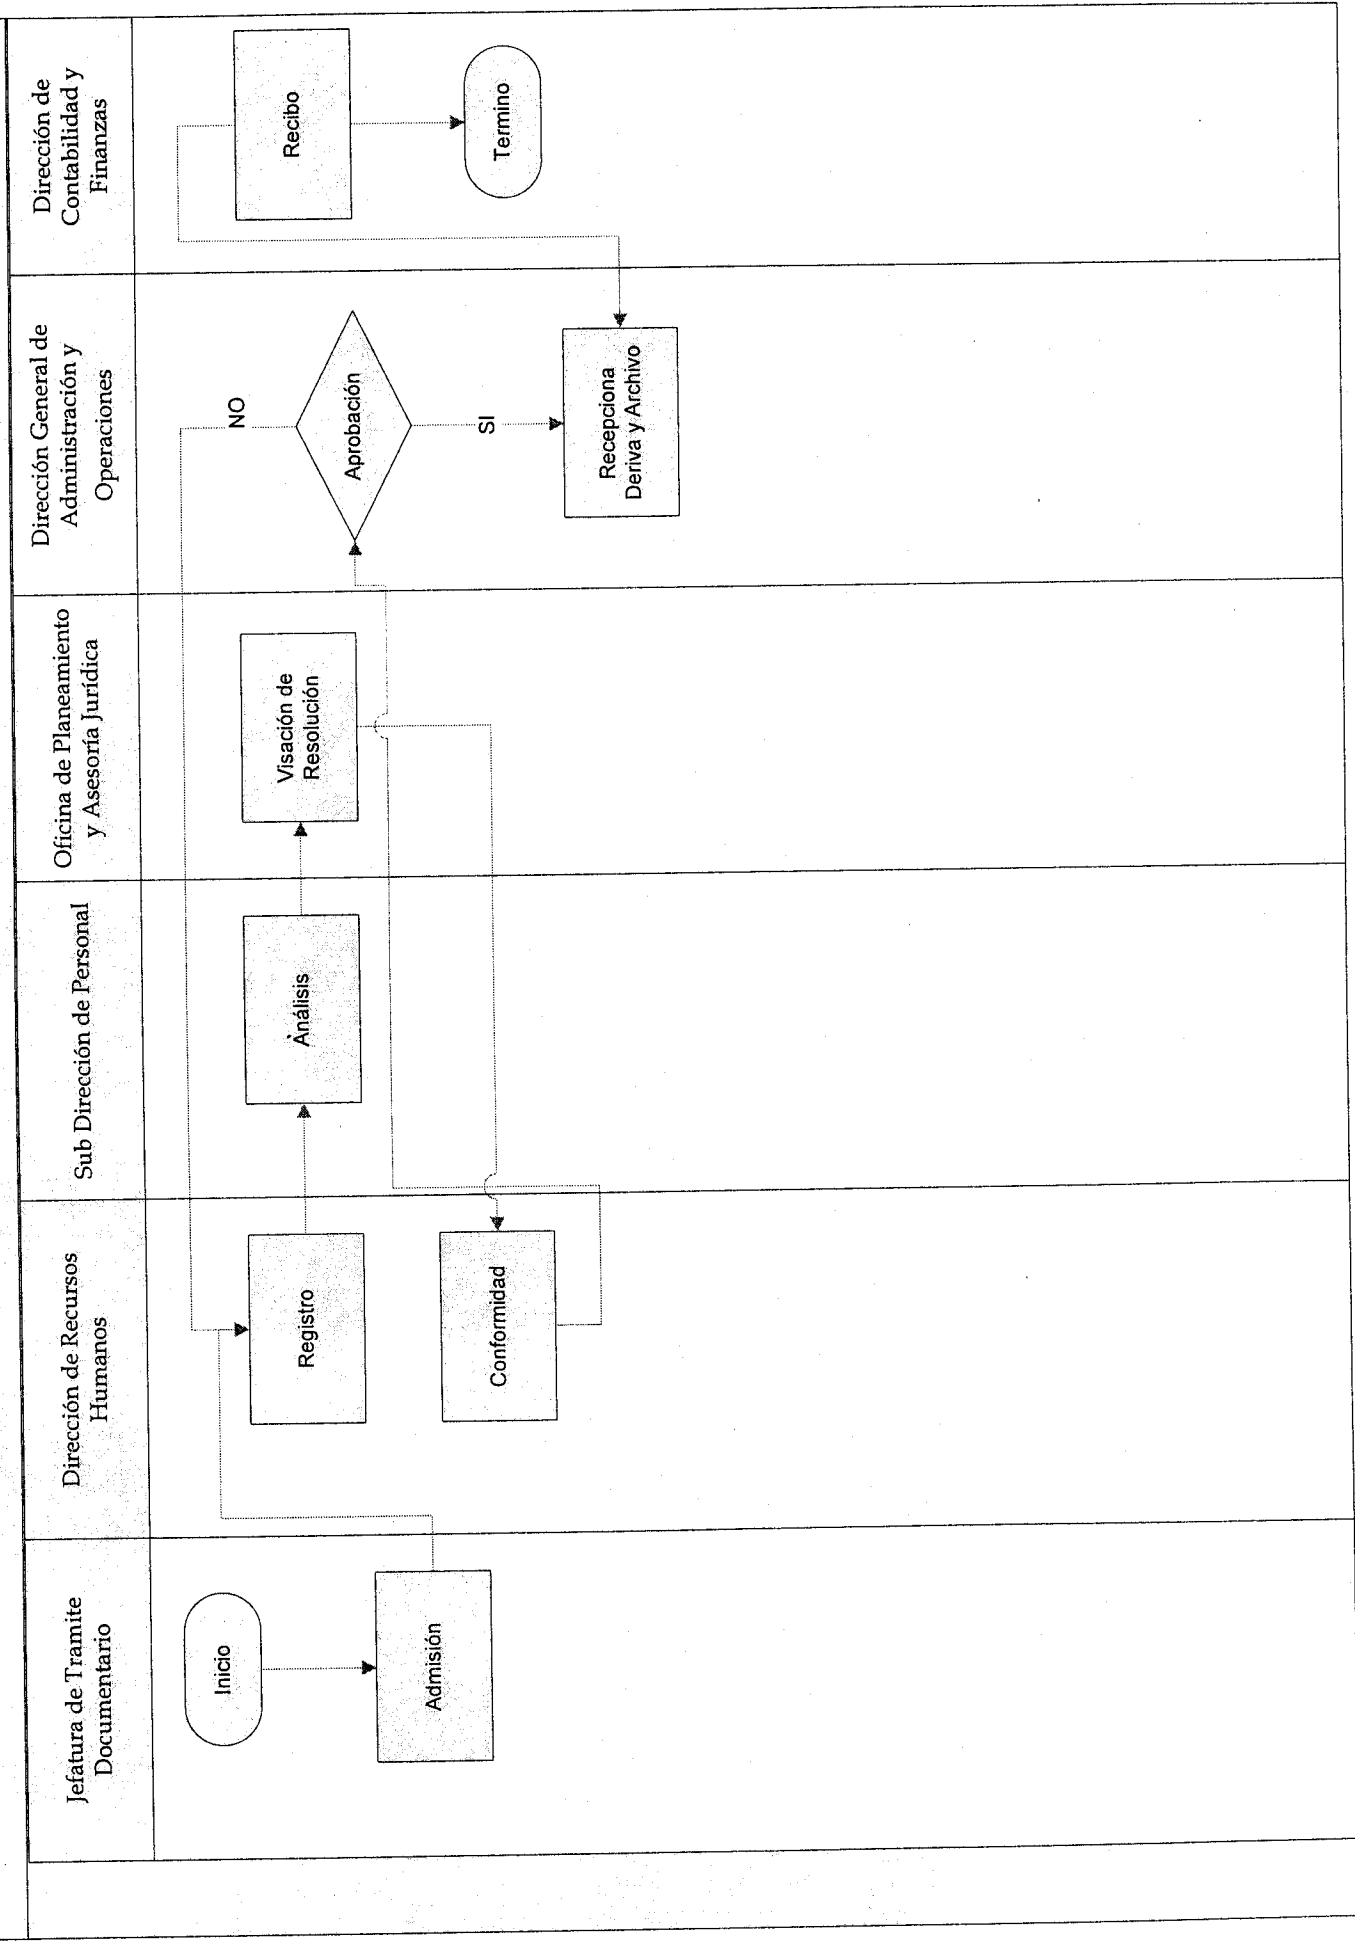 Jefatura de Tramite
Documentario
Dirección de Recursos
Humanos
Sub Dirección de Personal
Oficina de Planeamiento
y Asesoría Jurídica
Dirección General de
Administración y
Operaciones
Dirección de
Contabilidad y
Finanzas
Inicio
Admisión
Registro
Conformidad
Análisis
Visación de
Resolución
NO
Aprobación
SI
Recepciona
Deriva y Archivo
Recibo
Termino